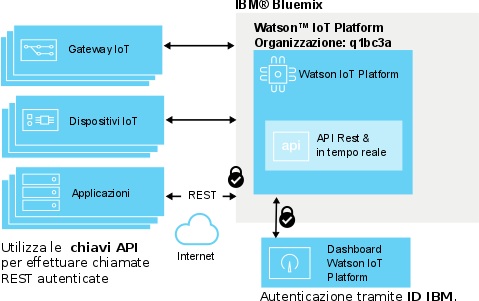 IBM® Bluemix
Watson™ IoT Platform
Organizzazione: q1bc3a
Gateway IoT
Watson IoT Platform
Dispositivi IoT
api
API Rest &
in tempo reale
Applicazioni
REST
Internet
Utilizza le chiavi API
per effettuare chiamate
REST autenticate
Dashboard
Watson IoT
Platform
Autenticazione tramite ID IBM.